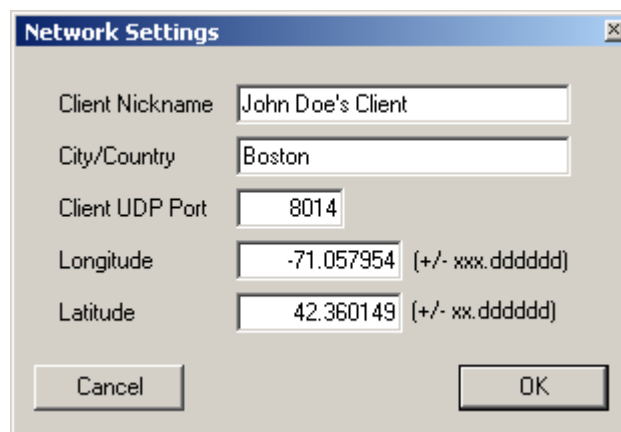 Network Settings
Client Nickname John Doe's Client
City/Country Boston
Client UDP Port 8014
Longitude -71.057954 (+/- xxx.dddddd)
Latitude 42.360149 (+/- xx.dddddd)
Cancel OK